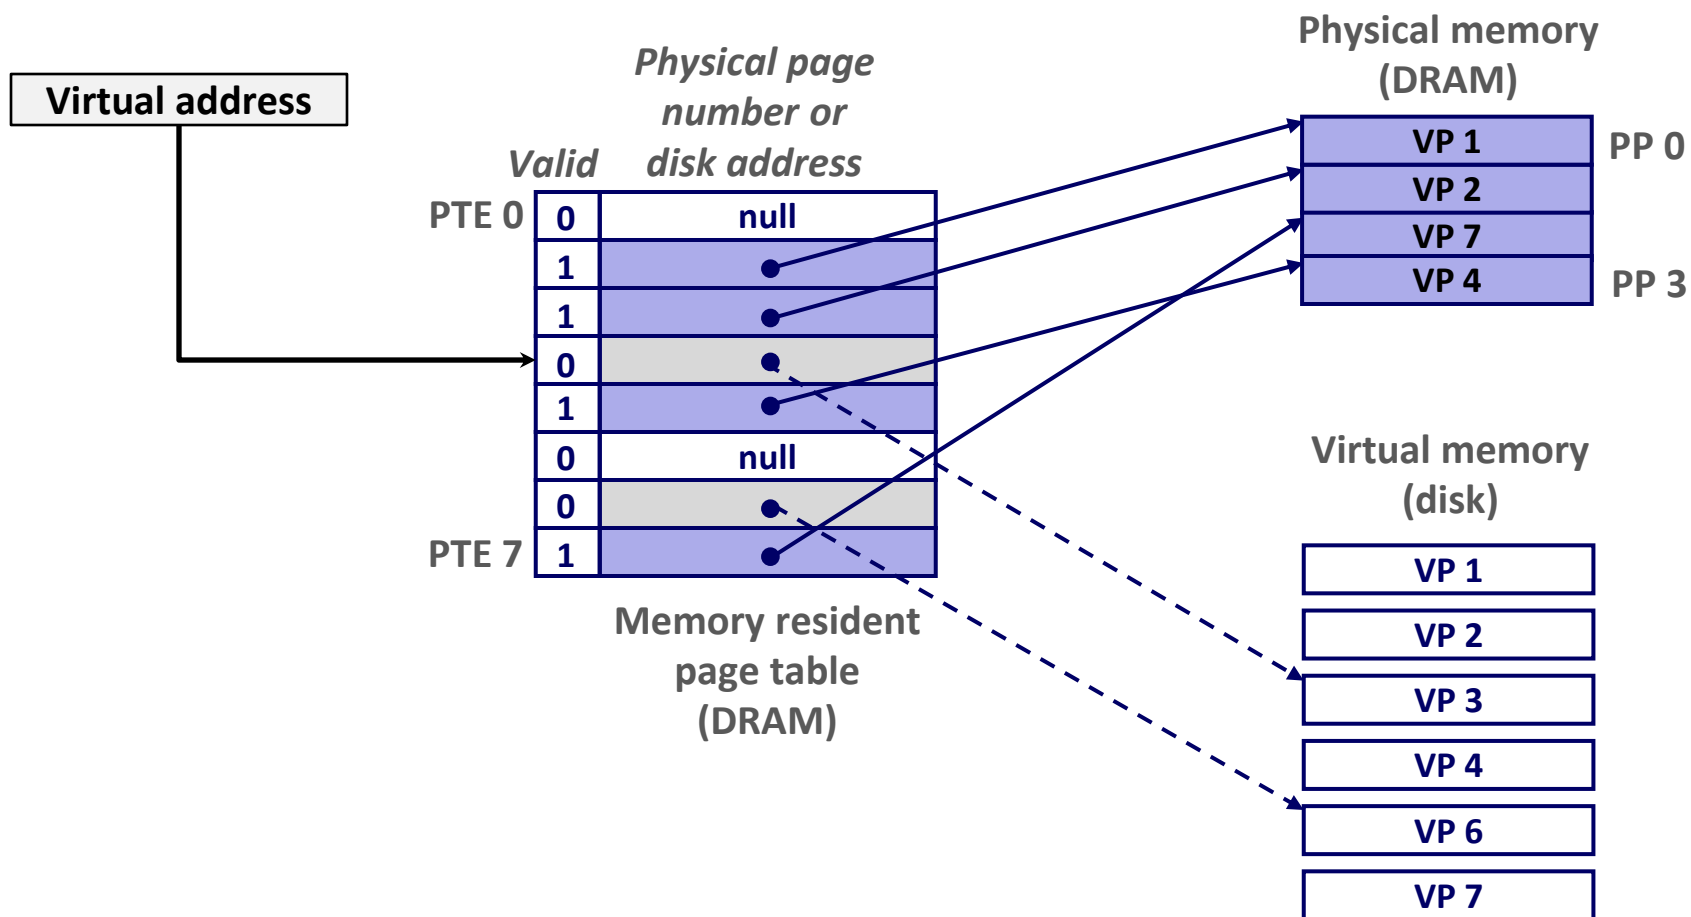 Virtual address
Physical page
number or
disk address
Valid
PTE 0
0
null
1
1
0
1
0
null
0
PTE 7
1
Memory resident
page table
(DRAM)
Physical memory
(DRAM)
VP 1
PP 0
VP 2
VP 7
VP 4
PP 3
Virtual memory
(disk)
VP 1
VP 2
VP 3
VP 4
VP 6
VP 7